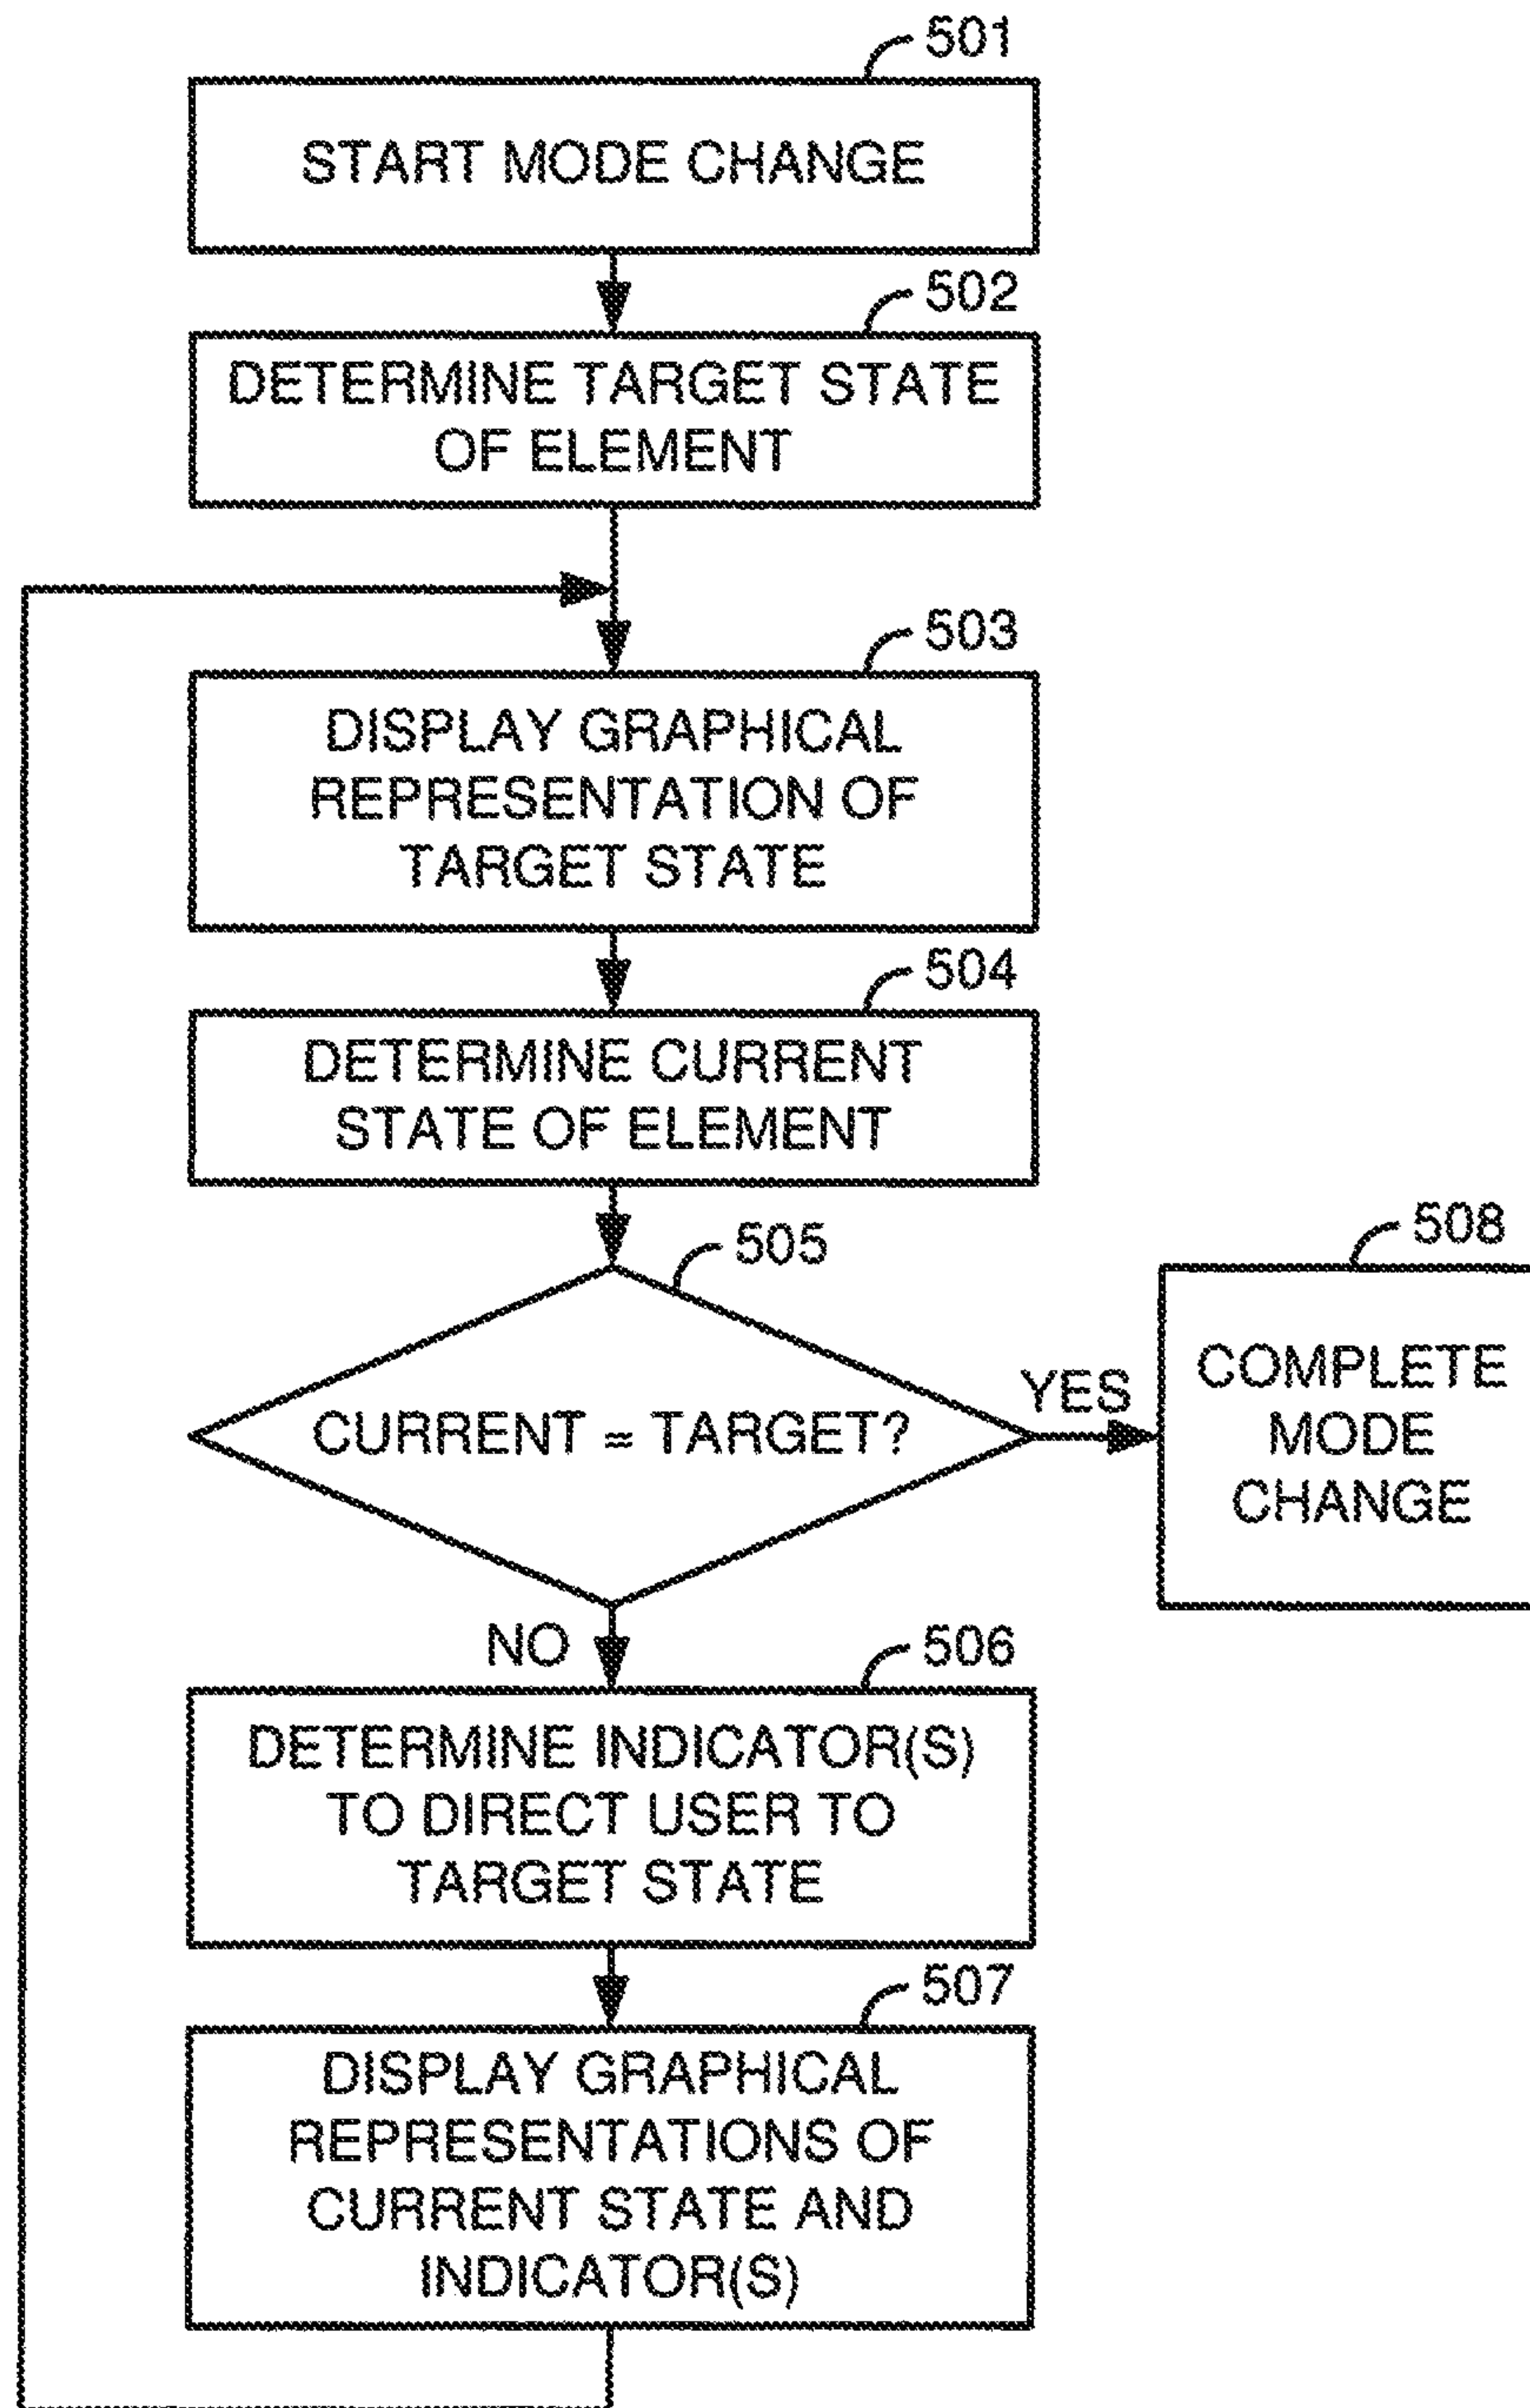 501
START MODE CHANGE
502
DETERMINE TARGET STATE
OF ELEMENT
503
DISPLAY GRAPHICAL
REPRESENTATION OF
TARGET STATE
504
DETERMINE CURRENT
STATE OF ELEMENT
505
CURRENT = TARGET?
YES
508
COMPLETE
MODE
CHANGE
NO
506
DETERMINE INDICATOR(S)
TO DIRECT USER TO
TARGET STATE
507
DISPLAY GRAPHICAL
REPRESENTATIONS OF
CURRENT STATE AND
INDICATOR(S)